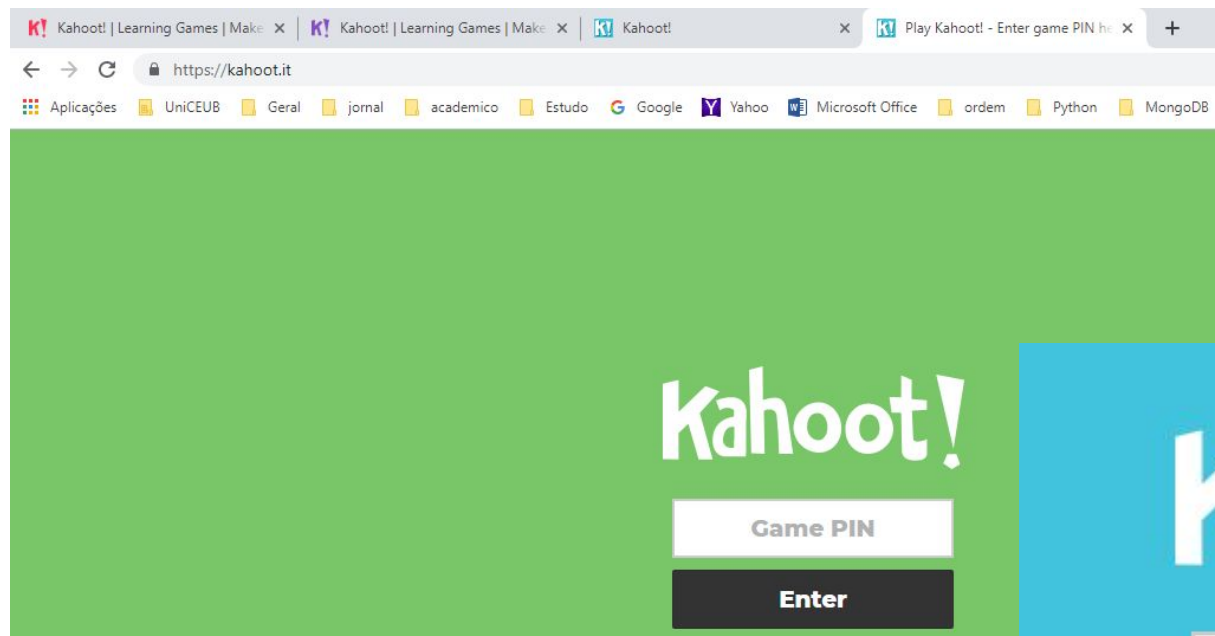 Kahoot! | Learning Games | Make Kahoot! | Learning Games | Make Kahoot! Play Kahoot! - Enter game PIN he
https://kahoot.it
Aplicações UniCEUB Geral jornal academico Estudo Google Yahoo Microsoft Office ordem Python MongoDB
Kahoot!
Game PIN
Enter
K